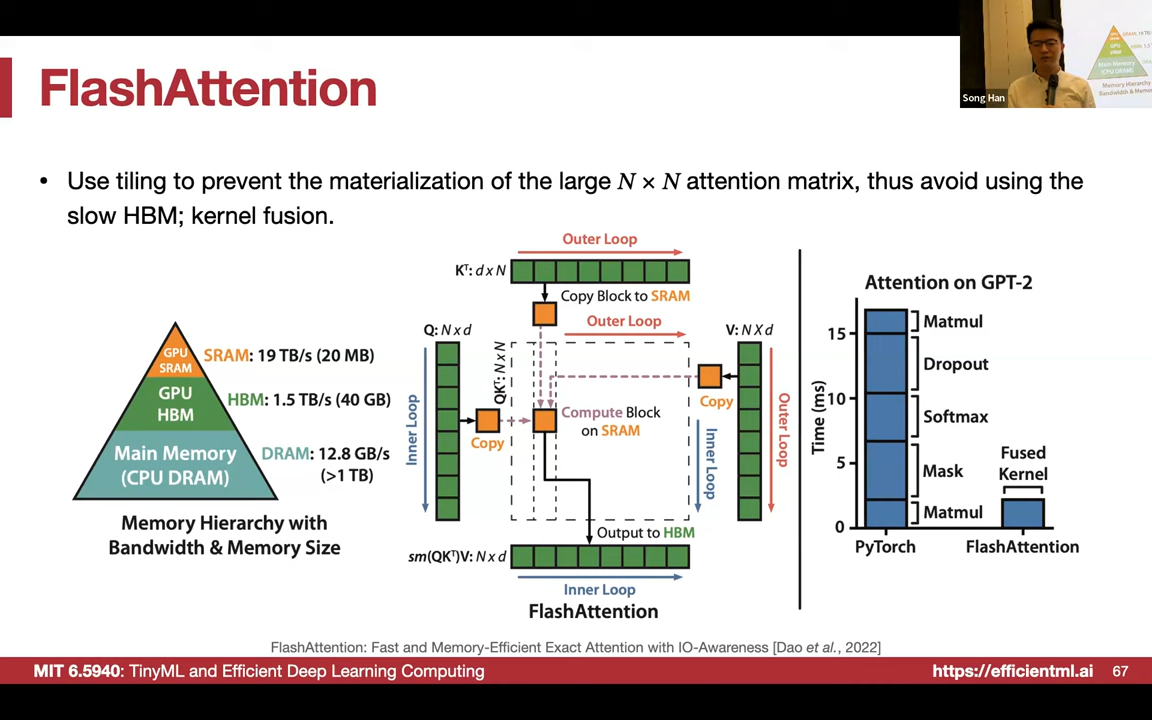 FlashAttention
Song Han
• Use tiling to prevent the materialization of the large N × N attention matrix, thus avoid using the
slow HBM; kernel fusion.
GPU
SRAM
SRAM: 19 TB/s (20 MB)
GPU
HBM
HBM: 1.5 TB/s (40 GB)
Main Memory
(CPU DRAM)
DRAM: 12.8 GB/s
(>1 TB)
Memory Hierarchy with
Bandwidth & Memory Size
Outer Loop
Kᵀ: d x N
Copy Block to SRAM
Outer Loop
Q: N x d
V: N X d
QKᵀ: N x N
Inner Loop
Copy
Compute Block
on SRAM
Copy
Inner Loop
Outer Loop
Output to HBM
sm(QKᵀ)V: N x d
Inner Loop
FlashAttention
Attention on GPT-2
Time (ms)
15
10
5
0
Matmul
Dropout
Softmax
Mask
Matmul
Fused
Kernel
PyTorch
FlashAttention
FlashAttention: Fast and Memory-Efficient Exact Attention with IO-Awareness [Dao et al., 2022]
MIT 6.5940: TinyML and Efficient Deep Learning Computing
https://efficientml.ai
67